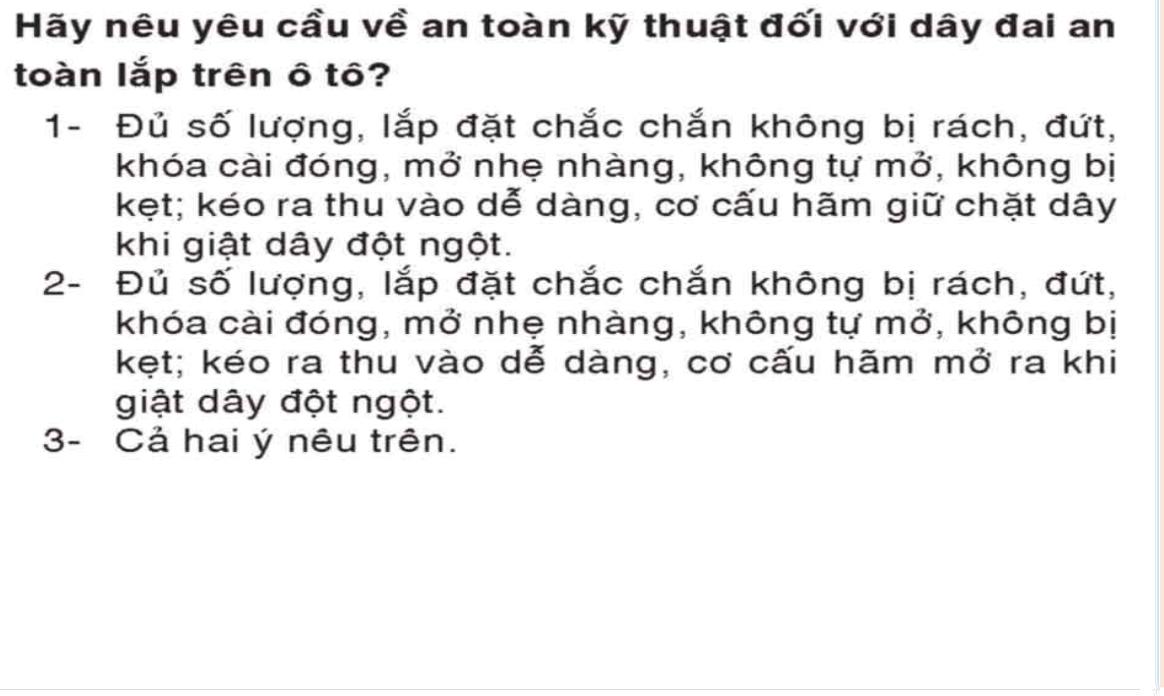 Hãy nêu yêu cầu về an toàn kỹ thuật đối với dây đai an
toàn lắp trên ô tô?
1- Đủ số lượng, lắp đặt chắc chắn không bị rách, đứt,
khóa cài đóng, mở nhẹ nhàng, không tự mở, không bị
kẹt; kéo ra thu vào dễ dàng, cơ cấu hãm giữ chặt dây
khi giật dây đột ngột.
2- Đủ số lượng, lắp đặt chắc chắn không bị rách, đứt,
khóa cài đóng, mở nhẹ nhàng, không tự mở, không bị
kẹt; kéo ra thu vào dễ dàng, cơ cấu hãm mở ra khi
giật dây đột ngột.
3- Cả hai ý nêu trên.